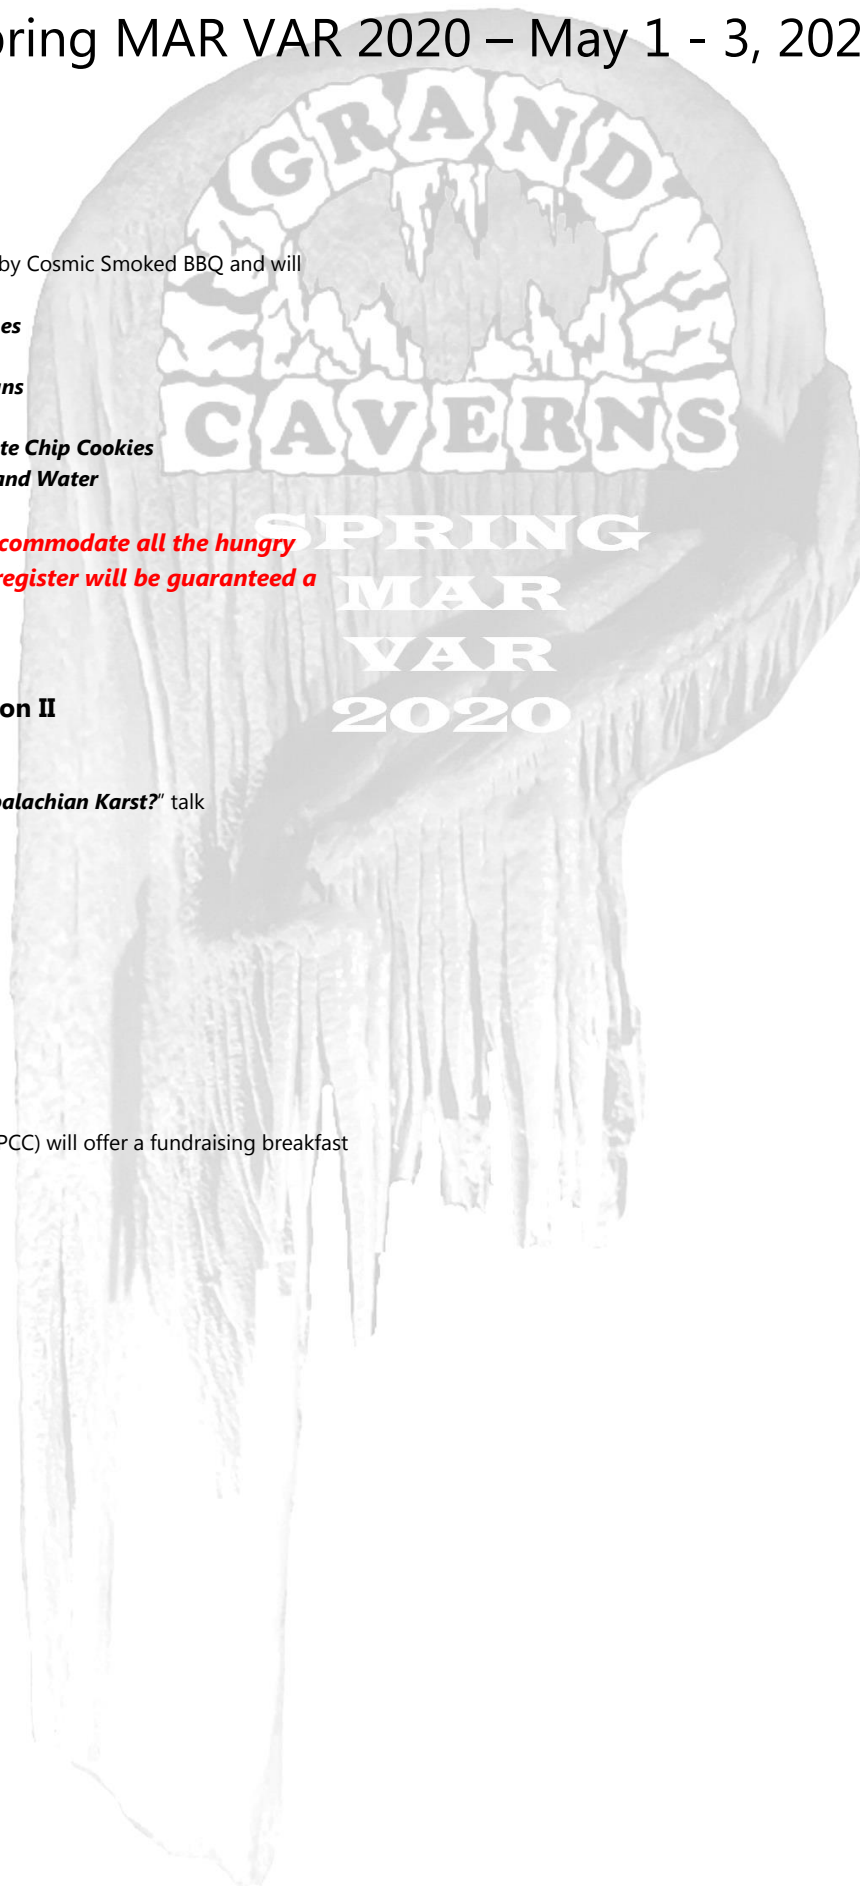 pring MAR VAR 2020 – May 1 - 3, 202
GRAND
CAVERNS
by Cosmic Smoked BBQ and will
es
ns
te Chip Cookies
and Water
commodate all the hungry
register will be guaranteed a
SPRING
MAR
VAR
2020
on II
palachian Karst?" talk
PCC) will offer a fundraising breakfast